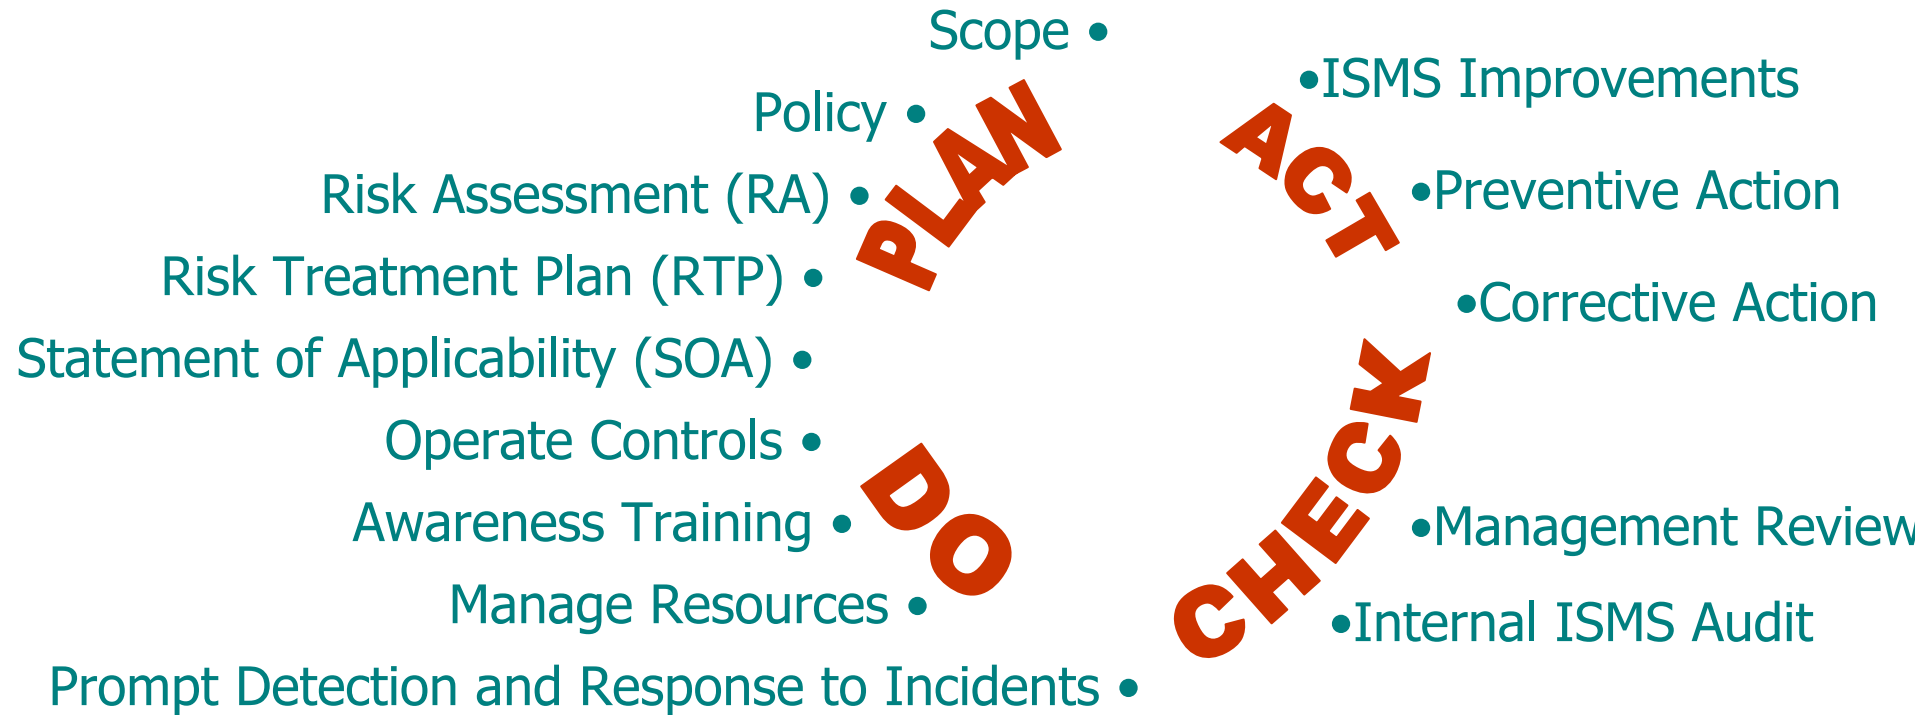 Scope •
Policy •
Risk Assessment (RA) •
Risk Treatment Plan (RTP) •
Statement of Applicability (SOA) •
PLAN
Operate Controls •
Awareness Training •
Manage Resources •
Prompt Detection and Response to Incidents •
DO
•Management Review
•Internal ISMS Audit
CHECK
•ISMS Improvements
•Preventive Action
•Corrective Action
ACT